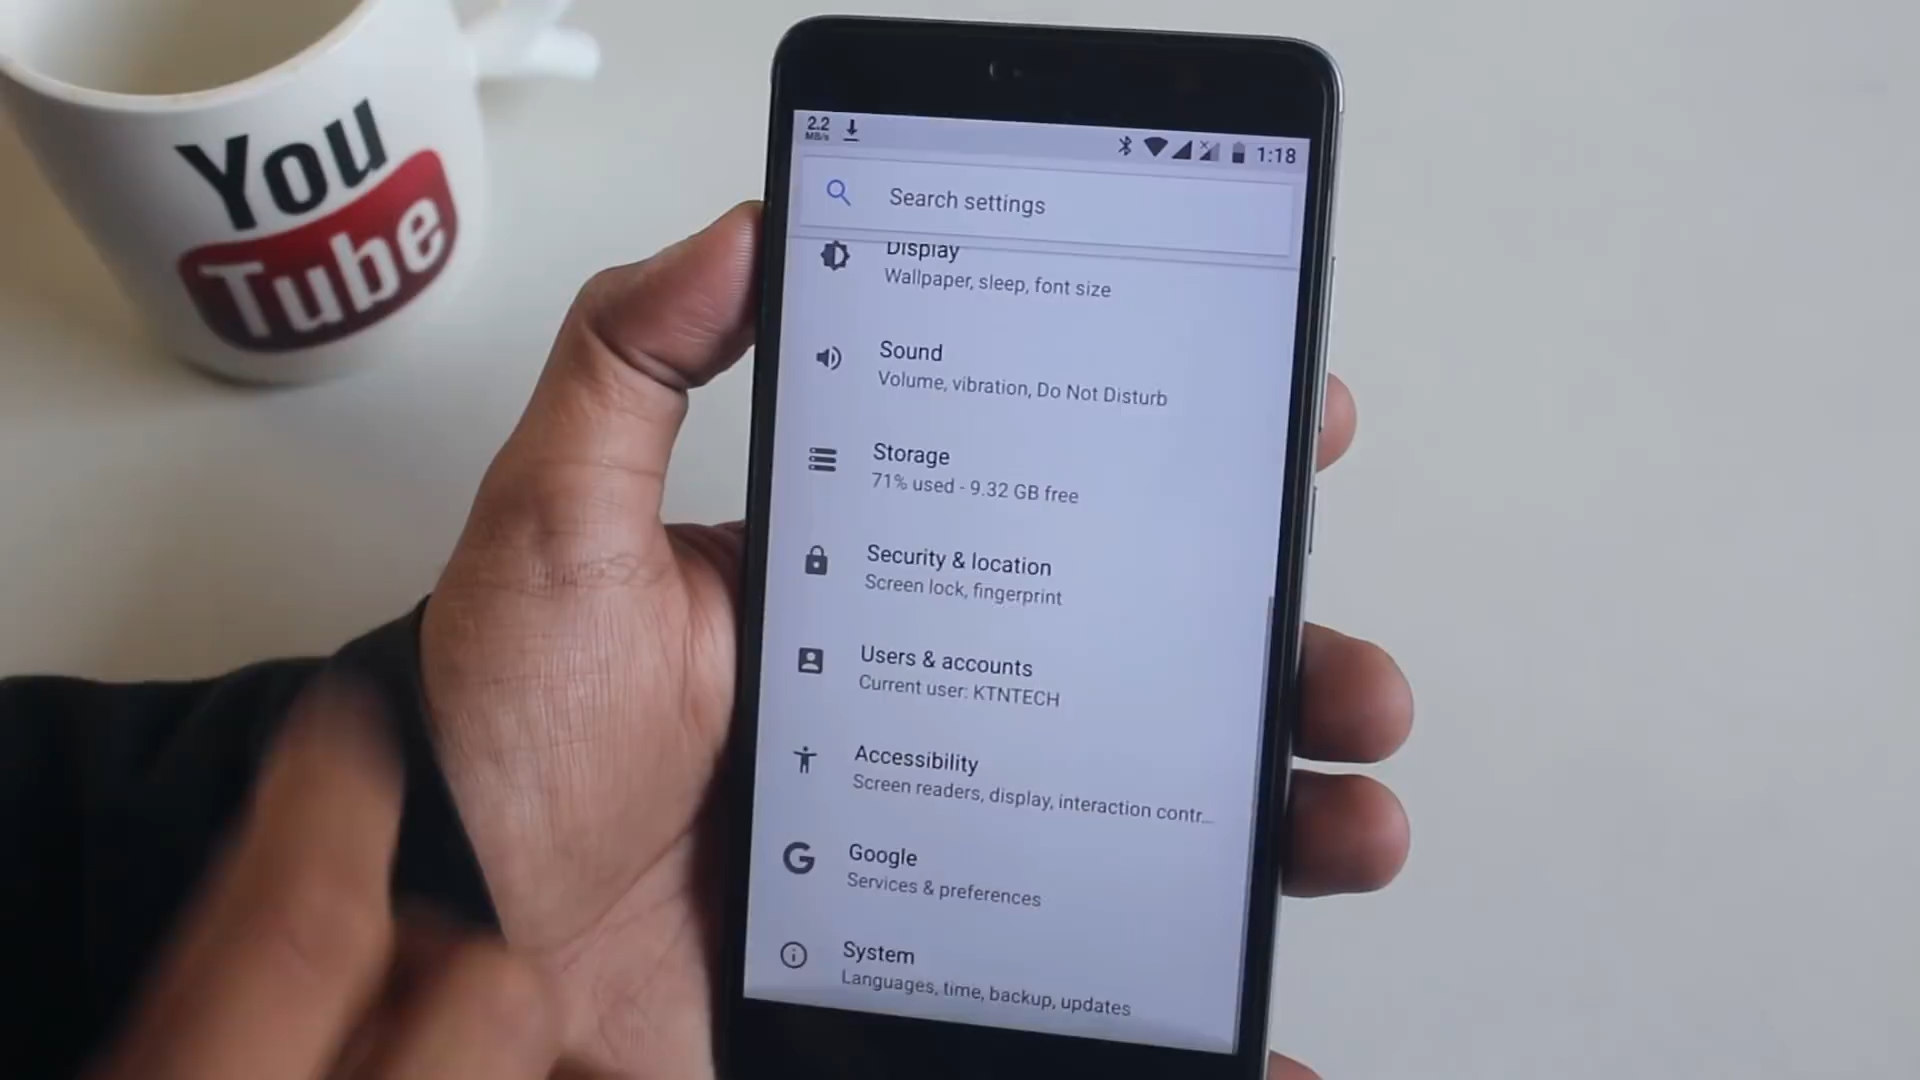 You
Tube
2.2
MB/s
1:18
Search settings
Display
Wallpaper, sleep, font size
Sound
Volume, vibration, Do Not Disturb
Storage
71% used - 9.32 GB free
Security & location
Screen lock, fingerprint
Users & accounts
Current user: KTNTECH
Accessibility
Screen readers, display, interaction contr...
Google
Services & preferences
System
Languages, time, backup, updates